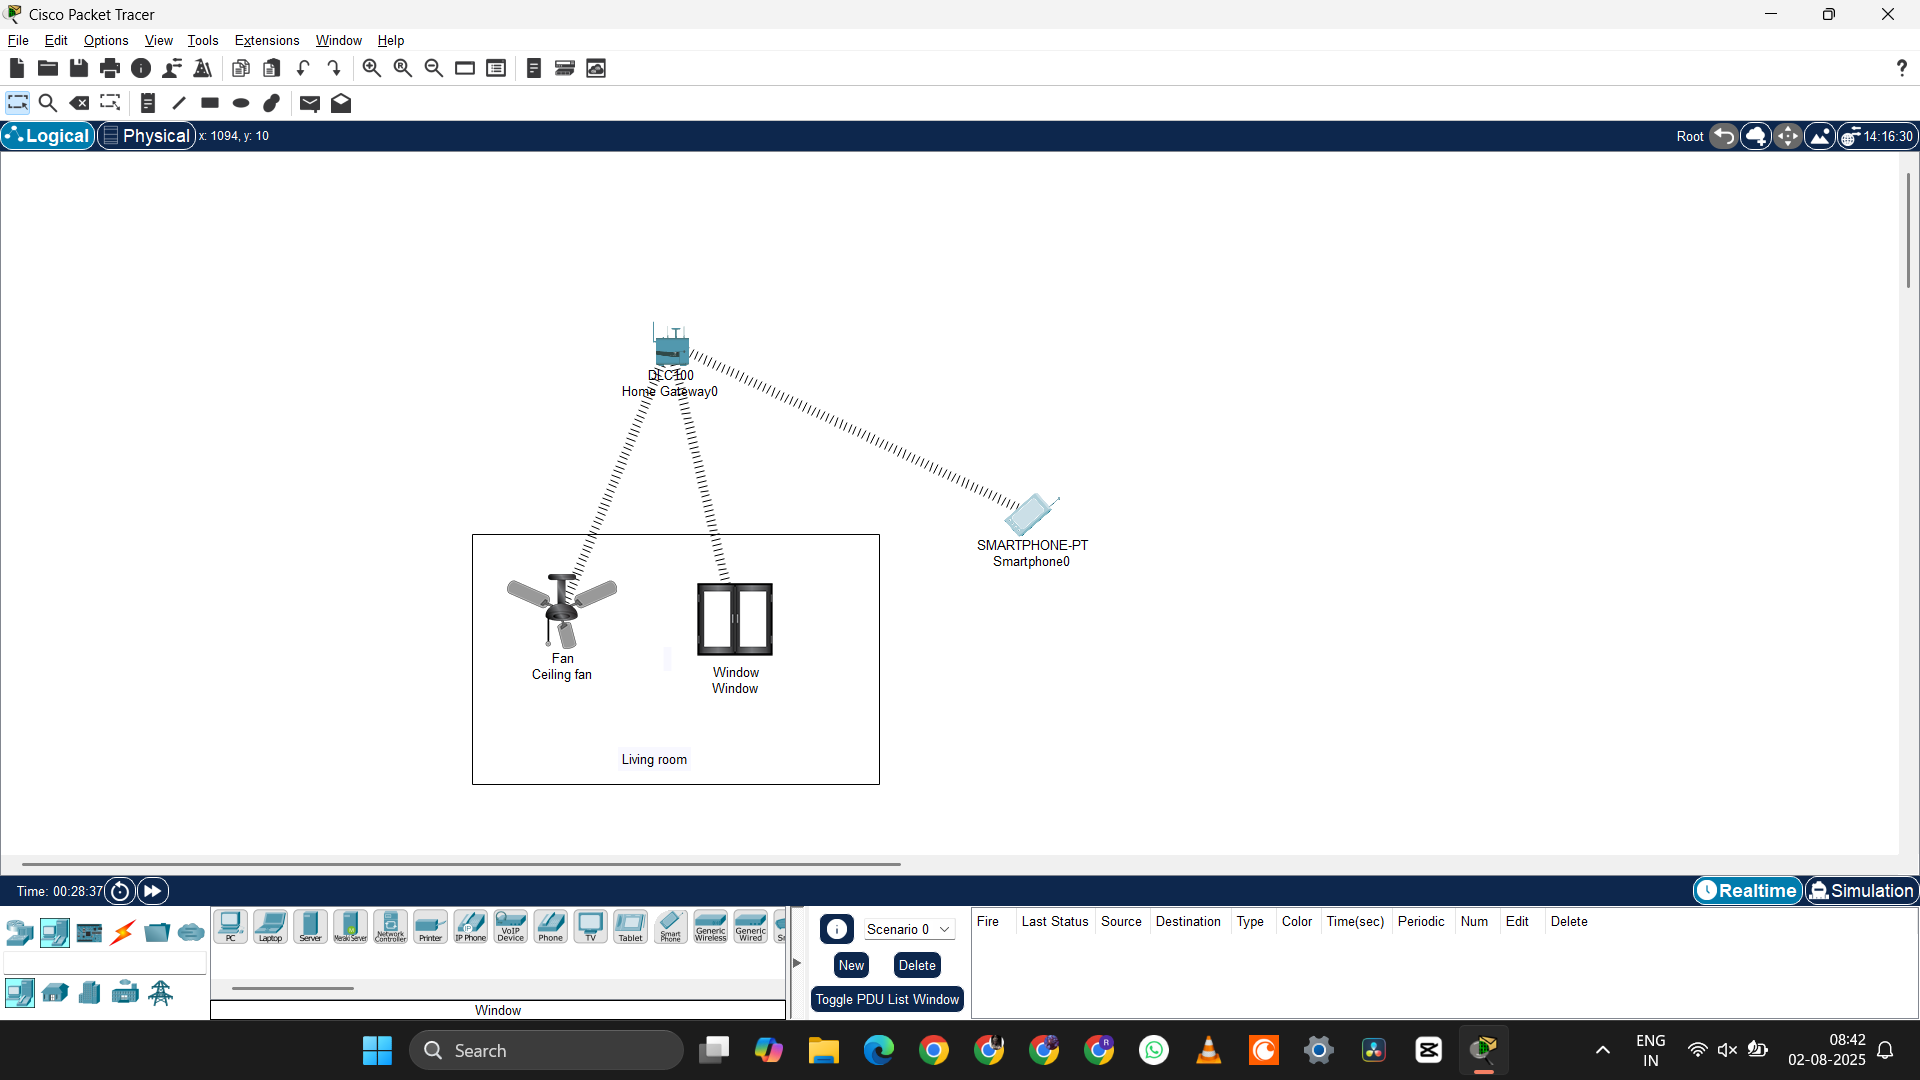 Cisco Packet Tracer
File Edit Options View Tools Extensions Window Help
?
Logical Physical x: 1094, y: 10 Root 14:16:30
DLC100
Home Gateway0
SMARTPHONE-PT
Smartphone0
Fan
Ceiling fan
Window
Window
Living room
Time: 00:28:37 Realtime Simulation
PC Laptop Server Meraki Server Network Controller Printer IP Phone VoIP Device Phone TV Tablet Smart Phone Generic Wireless Generic Wired
Window
Scenario 0
New Delete
Toggle PDU List Window
Fire Last Status Source Destination Type Color Time(sec) Periodic Num Edit Delete
Search
ENG
IN
08:42
02-08-2025